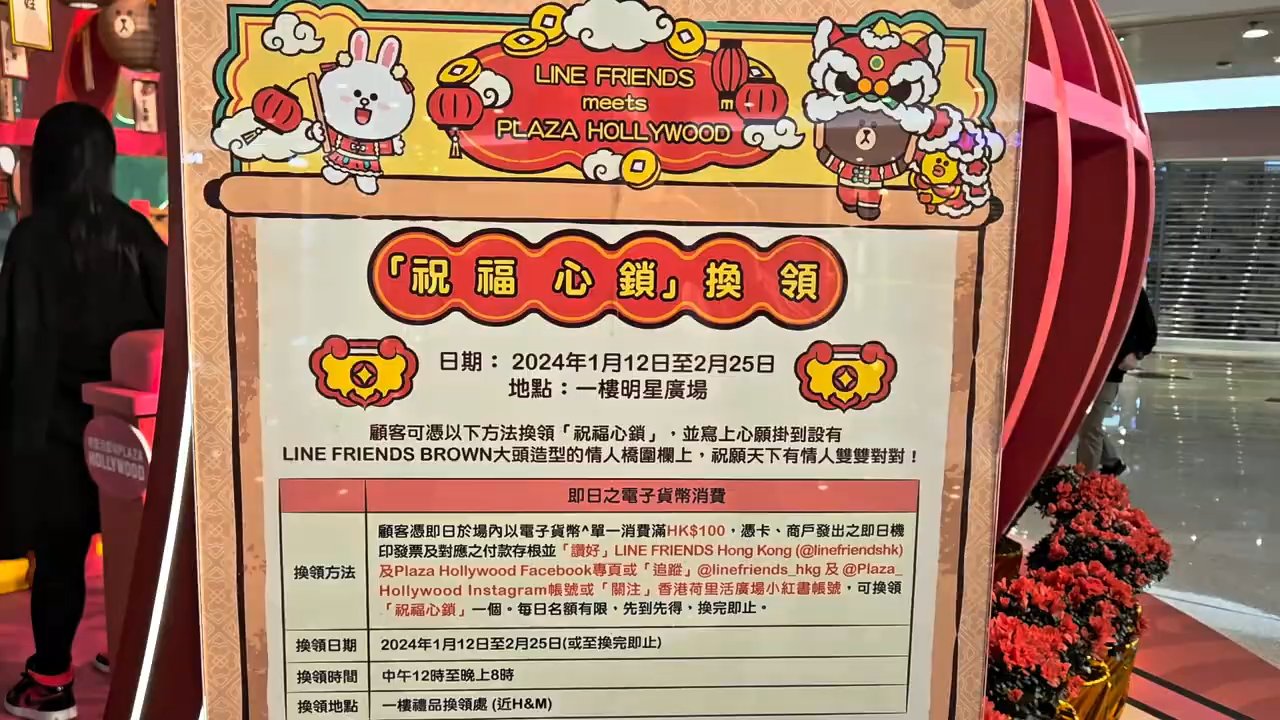 LINE FRIENDS
meets
PLAZA HOLLYWOOD
「祝福心鎖」換領
日期： 2024年1月12日至2月25日
地點：一樓明星廣場
顧客可憑以下方法換領「祝福心鎖」，並寫上心願掛到設有
LINE FRIENDS BROWN大頭造型的情人橋圍欄上，祝願天下有情人雙雙對對！
即日之電子貨幣消費
換領方法
顧客憑即日於場內以電子貨幣^單一消費滿HK$100，憑卡、商戶發出之即日機
印發票及對應之付款存根並「讚好」LINE FRIENDS Hong Kong (@linefriendshk)
及Plaza Hollywood Facebook專頁或「追蹤」@linefriends_hkg 及 @Plaza_
Hollywood Instagram帳號或「關注」香港荷里活廣場小紅書帳號，可換領
「祝福心鎖」一個。每日名額有限，先到先得，換完即止。
換領日期 2024年1月12日至2月25日(或至換完即止)
換領時間 中午12時至晚上8時
換領地點 一樓禮品換領處 (近H&M)
PLAZA
HOLLYWOOD